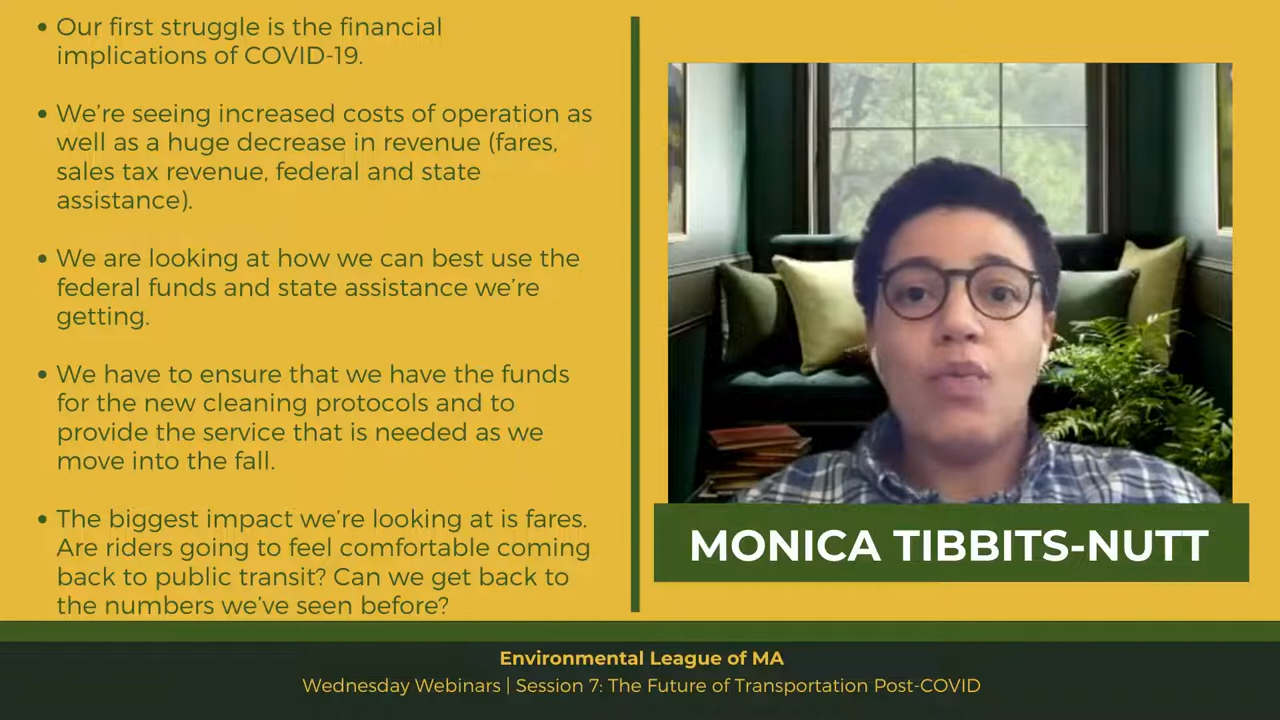 • Our first struggle is the financial
implications of COVID-19.
• We’re seeing increased costs of operation as
well as a huge decrease in revenue (fares,
sales tax revenue, federal and state
assistance).
• We are looking at how we can best use the
federal funds and state assistance we’re
getting.
• We have to ensure that we have the funds
for the new cleaning protocols and to
provide the service that is needed as we
move into the fall.
• The biggest impact we’re looking at is fares.
Are riders going to feel comfortable coming
back to public transit? Can we get back to
the numbers we’ve seen before?
MONICA TIBBITS-NUTT
Environmental League of MA
Wednesday Webinars | Session 7: The Future of Transportation Post-COVID